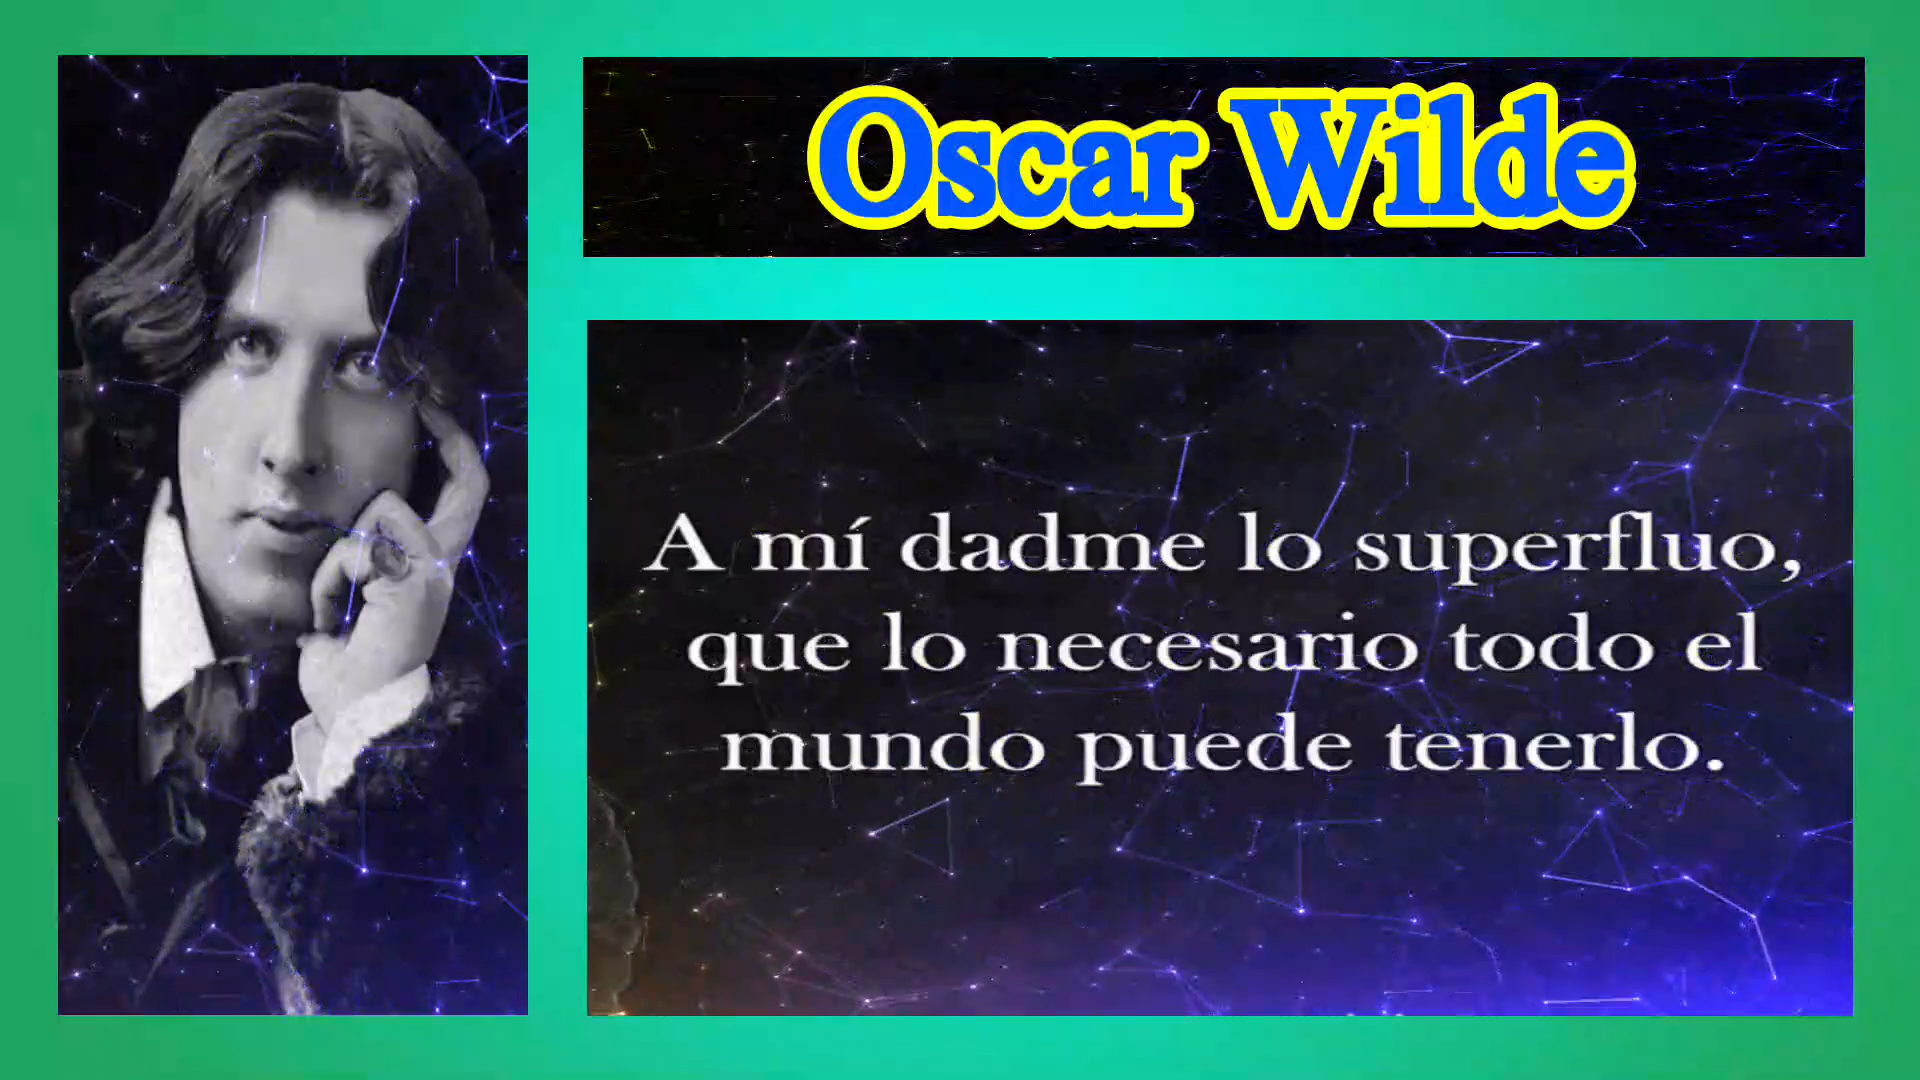 Oscar Wilde
A mí dadme lo superfluo,
que lo necesario todo el
mundo puede tenerlo.